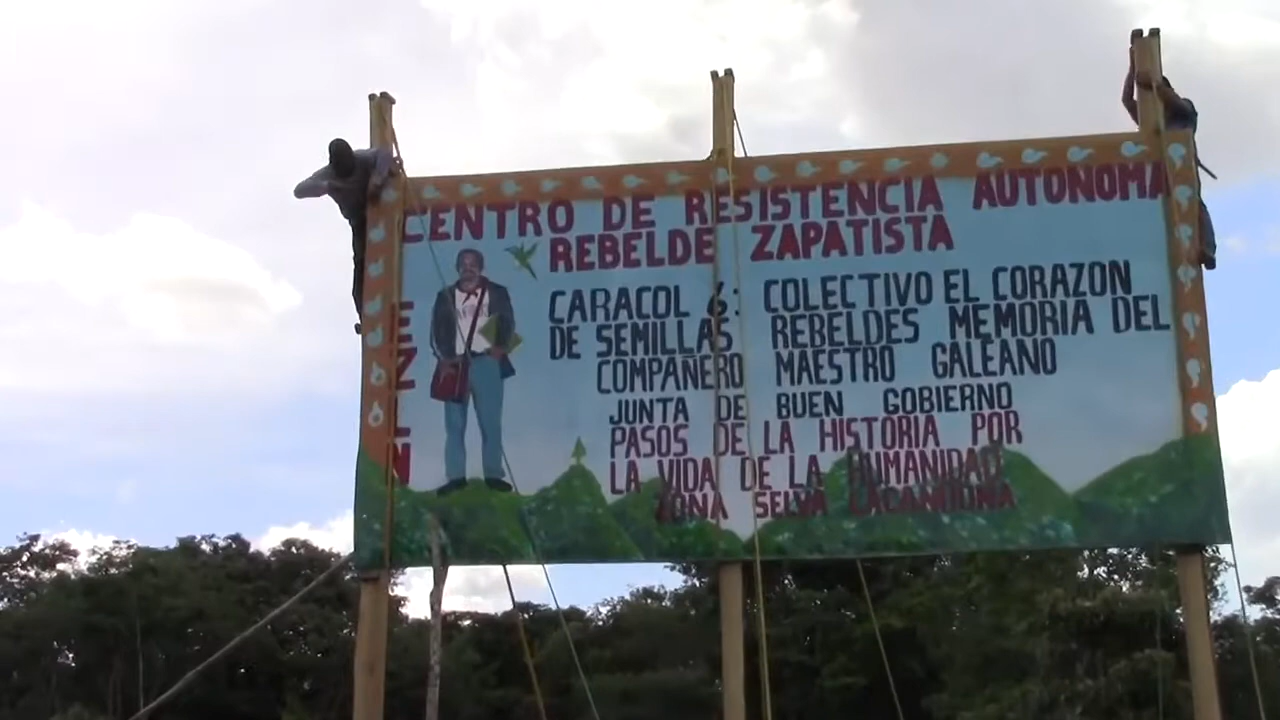 CENTRO DE RESISTENCIA AUTONOMA
REBELDE ZAPATISTA
CARACOL 6: COLECTIVO EL CORAZON
DE SEMILLAS REBELDES MEMORIA DEL
COMPAÑERO MAESTRO GALEANO
JUNTA DE BUEN GOBIERNO
PASOS DE LA HISTORIA POR
LA VIDA DE LA HUMANIDAD
ZONA SELVA LACANDONA
EZLN